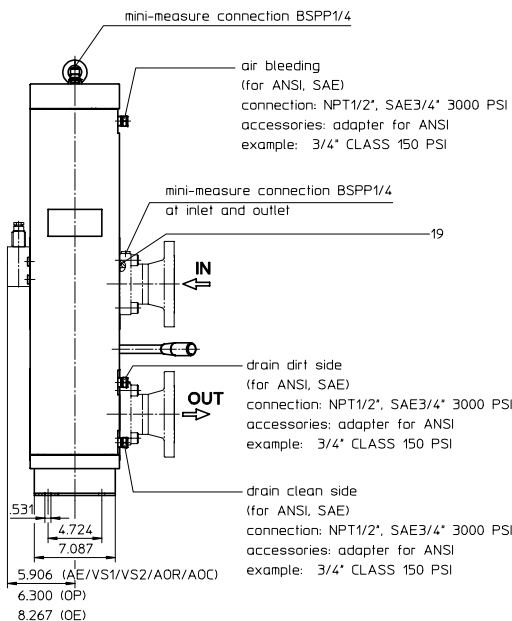 mini-measure connection BSPP1/4
air bleeding
(for ANSI, SAE)
connection: NPT1/2", SAE3/4" 3000 PSI
accessories: adapter for ANSI
example: 3/4" CLASS 150 PSI
mini-measure connection BSPP1/4
at inlet and outlet
19
IN
drain dirt side
(for ANSI, SAE)
connection: NPT1/2", SAE3/4" 3000 PSI
accessories: adapter for ANSI
example: 3/4" CLASS 150 PSI
OUT
drain clean side
(for ANSI, SAE)
connection: NPT1/2", SAE3/4" 3000 PSI
accessories: adapter for ANSI
example: 3/4" CLASS 150 PSI
.531
4.724
7.087
5.906 (AE/VS1/VS2/AOR/AOC)
6.300 (OP)
8.267 (OE)